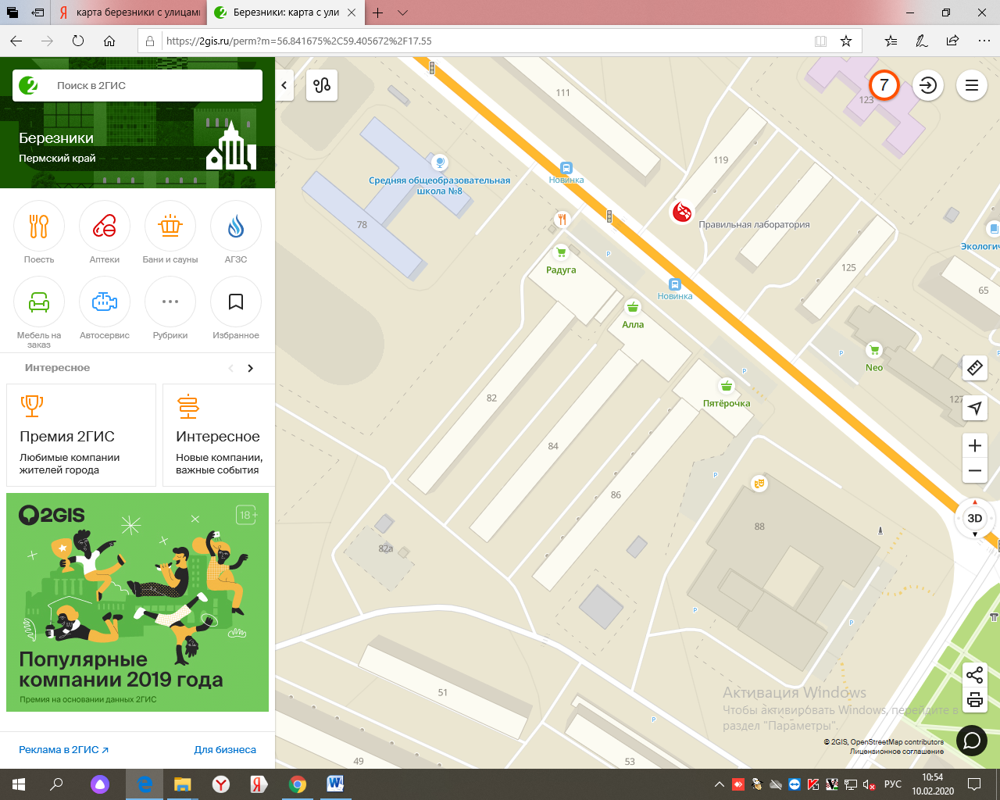 карта березники с улицами
Березники: карта с ули
https://2gis.ru/perm?m=56.841675%2C59.405672%2F17.55
Поиск в 2ГИС
Березники
Пермский край
Поесть
Аптеки
Бани и сауны
АГЗС
Мебель на
заказ
Автосервис
Рубрики
Избранное
Интересное
Премия 2ГИС
Любимые компании
жителей города
Интересное
Новые компании,
важные события
2GIS
18+
Популярные
компании 2019 года
Премия на основании данных 2ГИС
Реклама в 2ГИС
Для бизнеса
111
123
7
119
Средняя общеобразовательная
школа №8
Новинка
78
Правильная лаборатория
Экологич
P
Радуга
125
Новинка
65
Алла
P
P
Neo
82
Пятёрочка
127
84
P
86
88
3D
82а
P
P
51
P
49
53
Активация Windows
Чтобы активировать Windows, перейдите в
раздел "Параметры".
© 2GIS, OpenStreetMap contributors
Лицензионное соглашение
РУС
10:54
10.02.2020